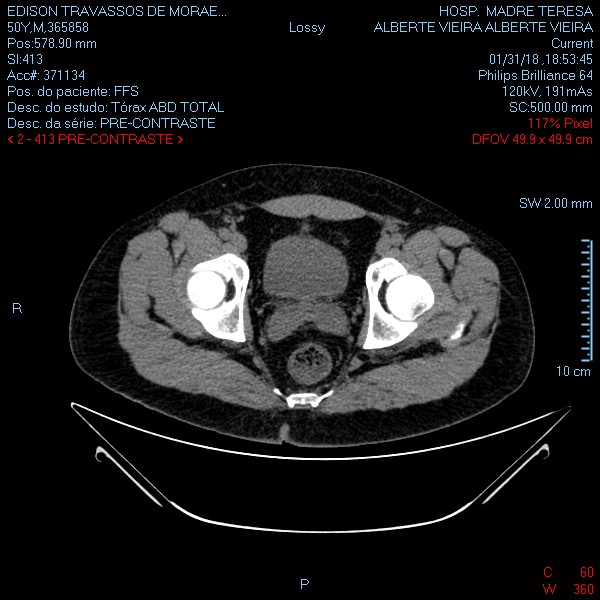 EDISON TRAVASSOS DE MORAE...
50Y,M,365858
Pos:578.90 mm
SI:413
Acc#: 371134
Pos. do paciente: FFS
Desc. do estudo: Tórax ABD TOTAL
Desc. da série: PRE-CONTRASTE
< 2 - 413 PRE-CONTRASTE >
Lossy
HOSP. MADRE TERESA
ALBERTE VIEIRA ALBERTE VIEIRA
Current
01/31/18 ,18:53:45
Philips Brilliance 64
120kV, 191mAs
SC:500.00 mm
117% Pixel
DFOV 49.9 x 49.9 cm
SW 2.00 mm
R
10 cm
P
C 60
W 360